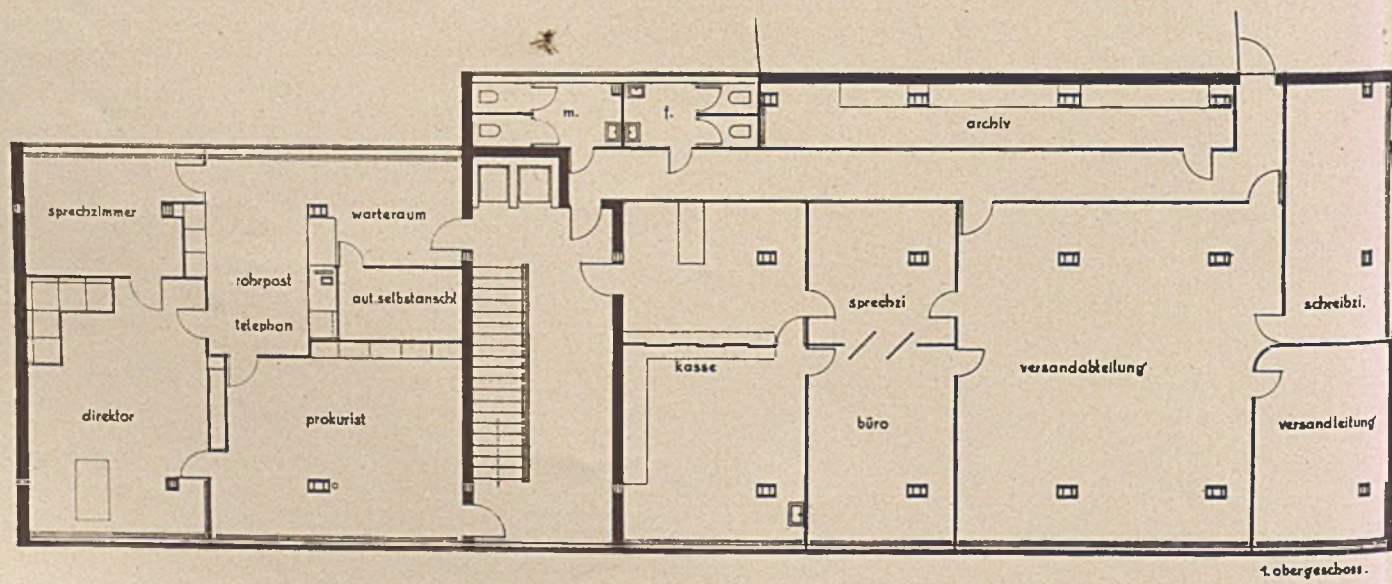 m.
f.
archiv
sprechzimmer
warteraum
rohrpost
aut.selbstanschl
telephon
sprechzi
schreibzi.
kasse
versandabteilung
direktor
prokurist
büro
versandleitung
1. obergeschoss.